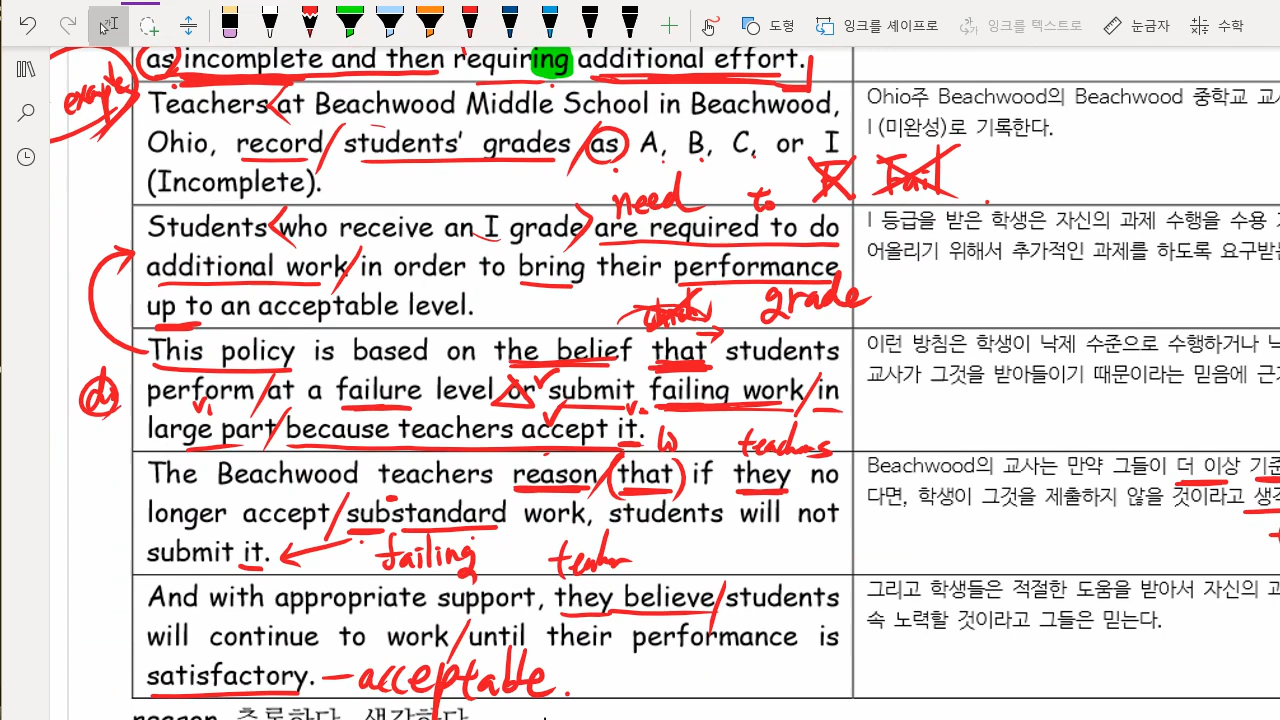 도형
잉크를 셰이프로
잉크를 텍스트로
눈금자
수학
as incomplete and then requiring additional effort.
example
Teachers at Beachwood Middle School in Beachwood,
Ohio, record students' grades as A, B, C, or I
(Incomplete).
Ohio주 Beachwood의 Beachwood 중학교 교
I (미완성)로 기록한다.
F Fail
need to
Students who receive an I grade are required to do
additional work in order to bring their performance
up to an acceptable level.
grade
I 등급을 받은 학생은 자신의 과제 수행을 수용
어올리기 위해서 추가적인 과제를 하도록 요구받
This policy is based on the belief that students
perform at a failure level or submit failing work in
large part because teachers accept it.
이런 방침은 학생이 낙제 수준으로 수행하거나
교사가 그것을 받아들이기 때문이라는 믿음에 근
teachers
The Beachwood teachers reason that if they no
longer accept substandard work, students will not
submit it.
failing
Beachwood의 교사는 만약 그들이 더 이상 기준
다면, 학생이 그것을 제출하지 않을 것이라고 생
And with appropriate support, they believe students
will continue to work until their performance is
satisfactory. – acceptable.
그리고 학생들은 적절한 도움을 받아서 자신의 과
속 노력할 것이라고 그들은 믿는다.
reason 추론하다, 생각하다